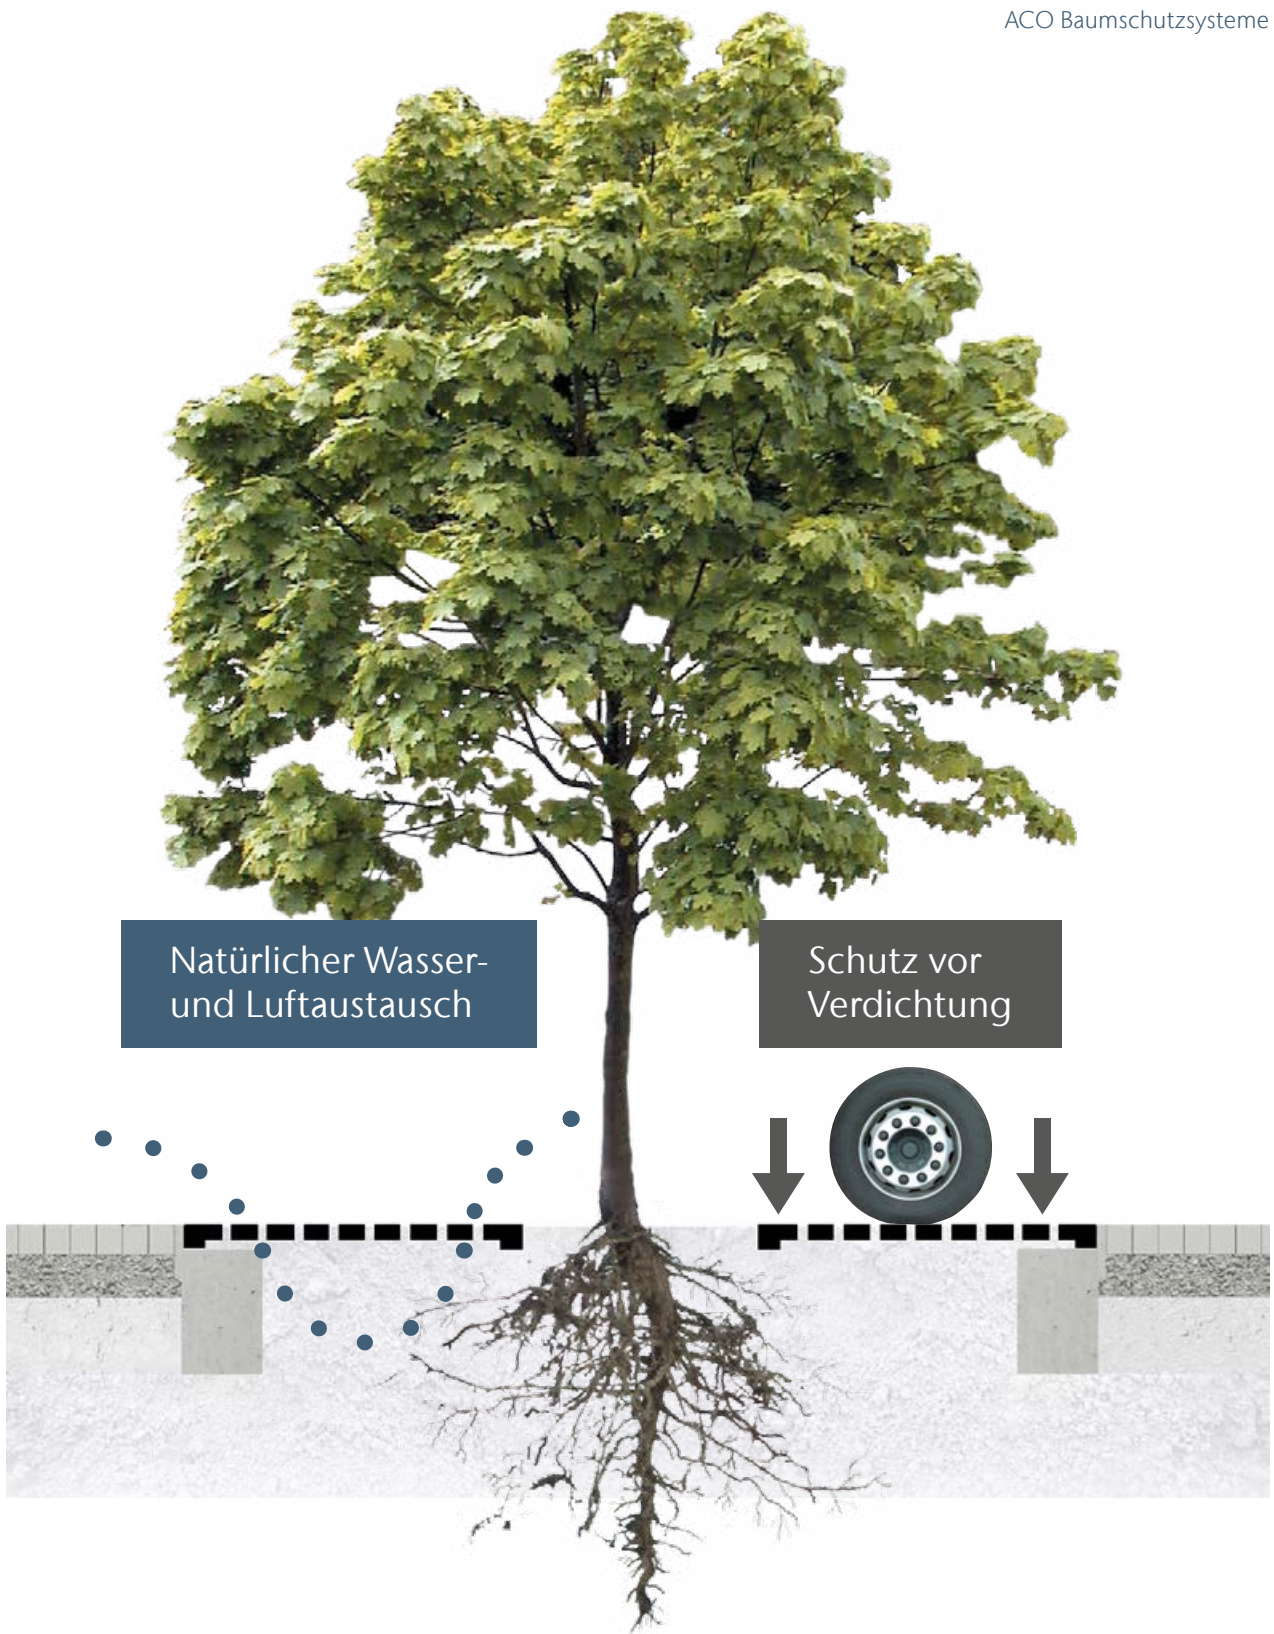 ACO Baumschutzsysteme
Natürlicher Wasser-
und Luftaustausch
Schutz vor
Verdichtung